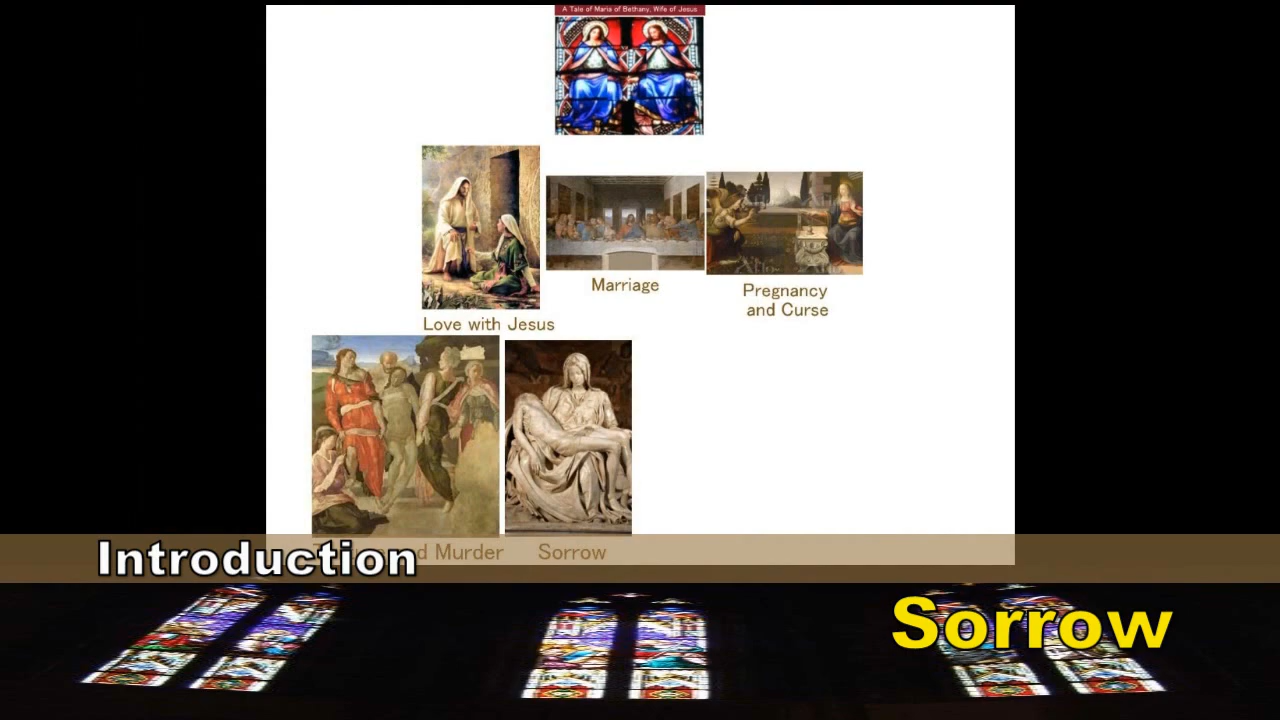 A Tale of Maria of Bethany, Wife of Jesus
Marriage
Pregnancy
and Curse
Love with Jesus
Murder
Sorrow
Introduction
Sorrow